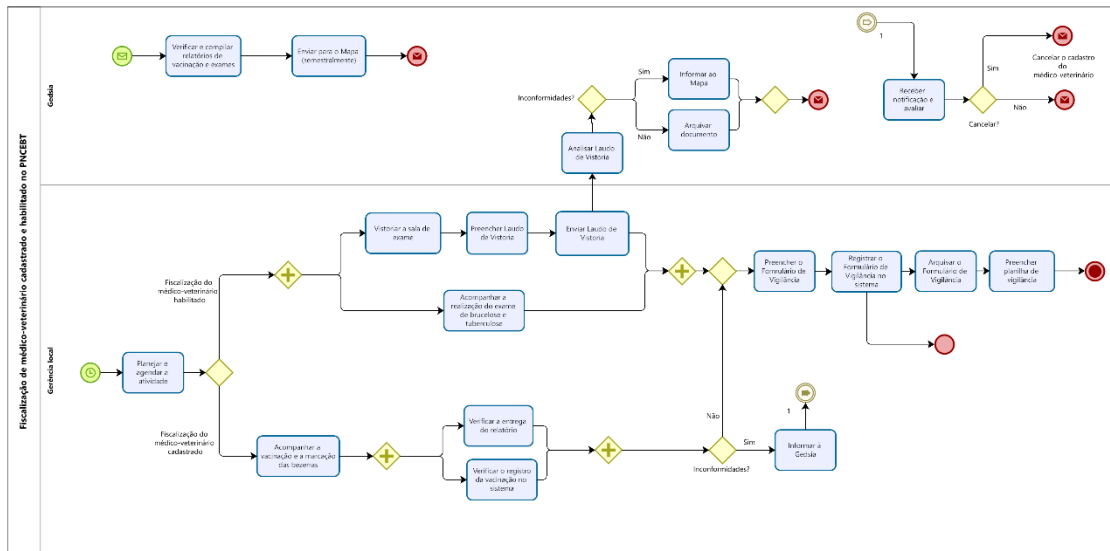 Fiscalização de médico-veterinário cadastrado e habilitado no PNCEBT
Gedsia
Verificar e compilar
relatórios de
vacinação e exames
Enviar para o Mapa
(semestralmente)
Inconformidades?
Sim
Não
Informar ao
Mapa
Arquivar
documento
Analisar Laudo
de Vistoria
1
Receber
notificação e
avaliar
Cancelar?
Sim
Não
Cancelar o cadastro
do
médico-veterinário
Gerência local
Planejar e
agendar a
atividade
Fiscalização do
médico-veterinário
habilitado
Vistoriar a sala de
exame
Preencher Laudo
de Vistoria
Enviar Laudo de
Vistoria
Acompanhar a
realização do exame
de brucelose e
tuberculose
Preencher o
Formulário de
Vigilância
Registrar o
Formulário de
Vigilância no
sistema
Arquivar o
Formulário de
Vigilância
Preencher
planilha de
vigilância
Fiscalização do
médico-veterinário
cadastrado
Acompanhar a
vacinação e a marcação
das bezerras
Verificar a entrega
do relatório
Verificar o registro
da vacinação no
sistema
Não
Inconformidades?
Sim
Informar à
Gedsia
1